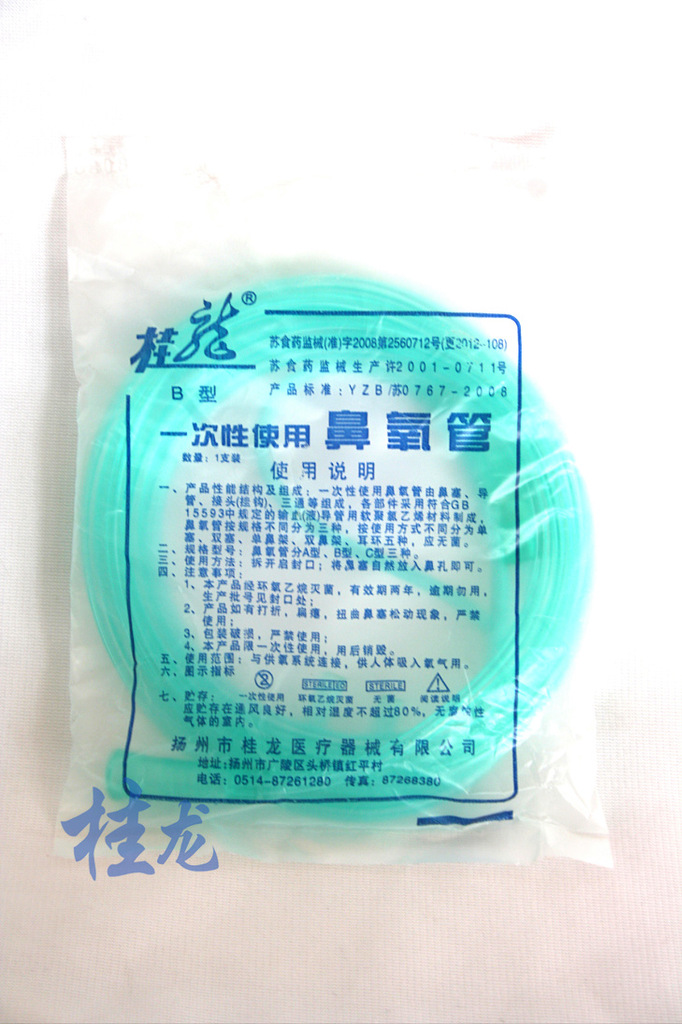 桂龙®
苏食药监械(准)字2008第2560712号(更2012-108)
苏食药监械生产许2001-0711号
产品标准:YZB/苏0767-2008
B型
一次性使用鼻氧管
数量:1支装
使用说明
一、产品性能结构及组成:一次性使用鼻氧管由鼻塞、导
管、接头(挂钩)、三通等组成,各部件采用符合GB
15593中规定的输血(液)导管用软聚氯乙烯材料制成,
鼻氧管按规格不同分为三种,按使用方式不同分为单
塞、双塞、单鼻架、双鼻架、耳环五种,应无菌。
二、规格型号:鼻氧管分A型、B型、C型三种。
三、使用方法:拆开启封口;将鼻塞自然放入鼻孔即可。
四、注意事项:
1、本产品经环氧乙烷灭菌,有效期两年,逾期勿用,
生产批号见封口处;
2、产品如有打折,扁瘪,扭曲鼻塞松动现象,严禁
使用;
3、包装破损,严禁使用;
4、本产品限一次性使用,用后销毁。
五、使用范围:与供氧系统连接,供人体吸入氧气用。
六、图示指标
2 STERILE EO STERILE
一次性使用 环氧乙烷灭菌 无菌 阅读说明
七、贮存:
应贮存在通风良好,相对湿度不超过80%,无腐蚀性
气体的室内。
扬州市桂龙医疗器械有限公司
地址:扬州市广陵区头桥镇红平村
电话:0514-87261280 传真:87268380
桂龙